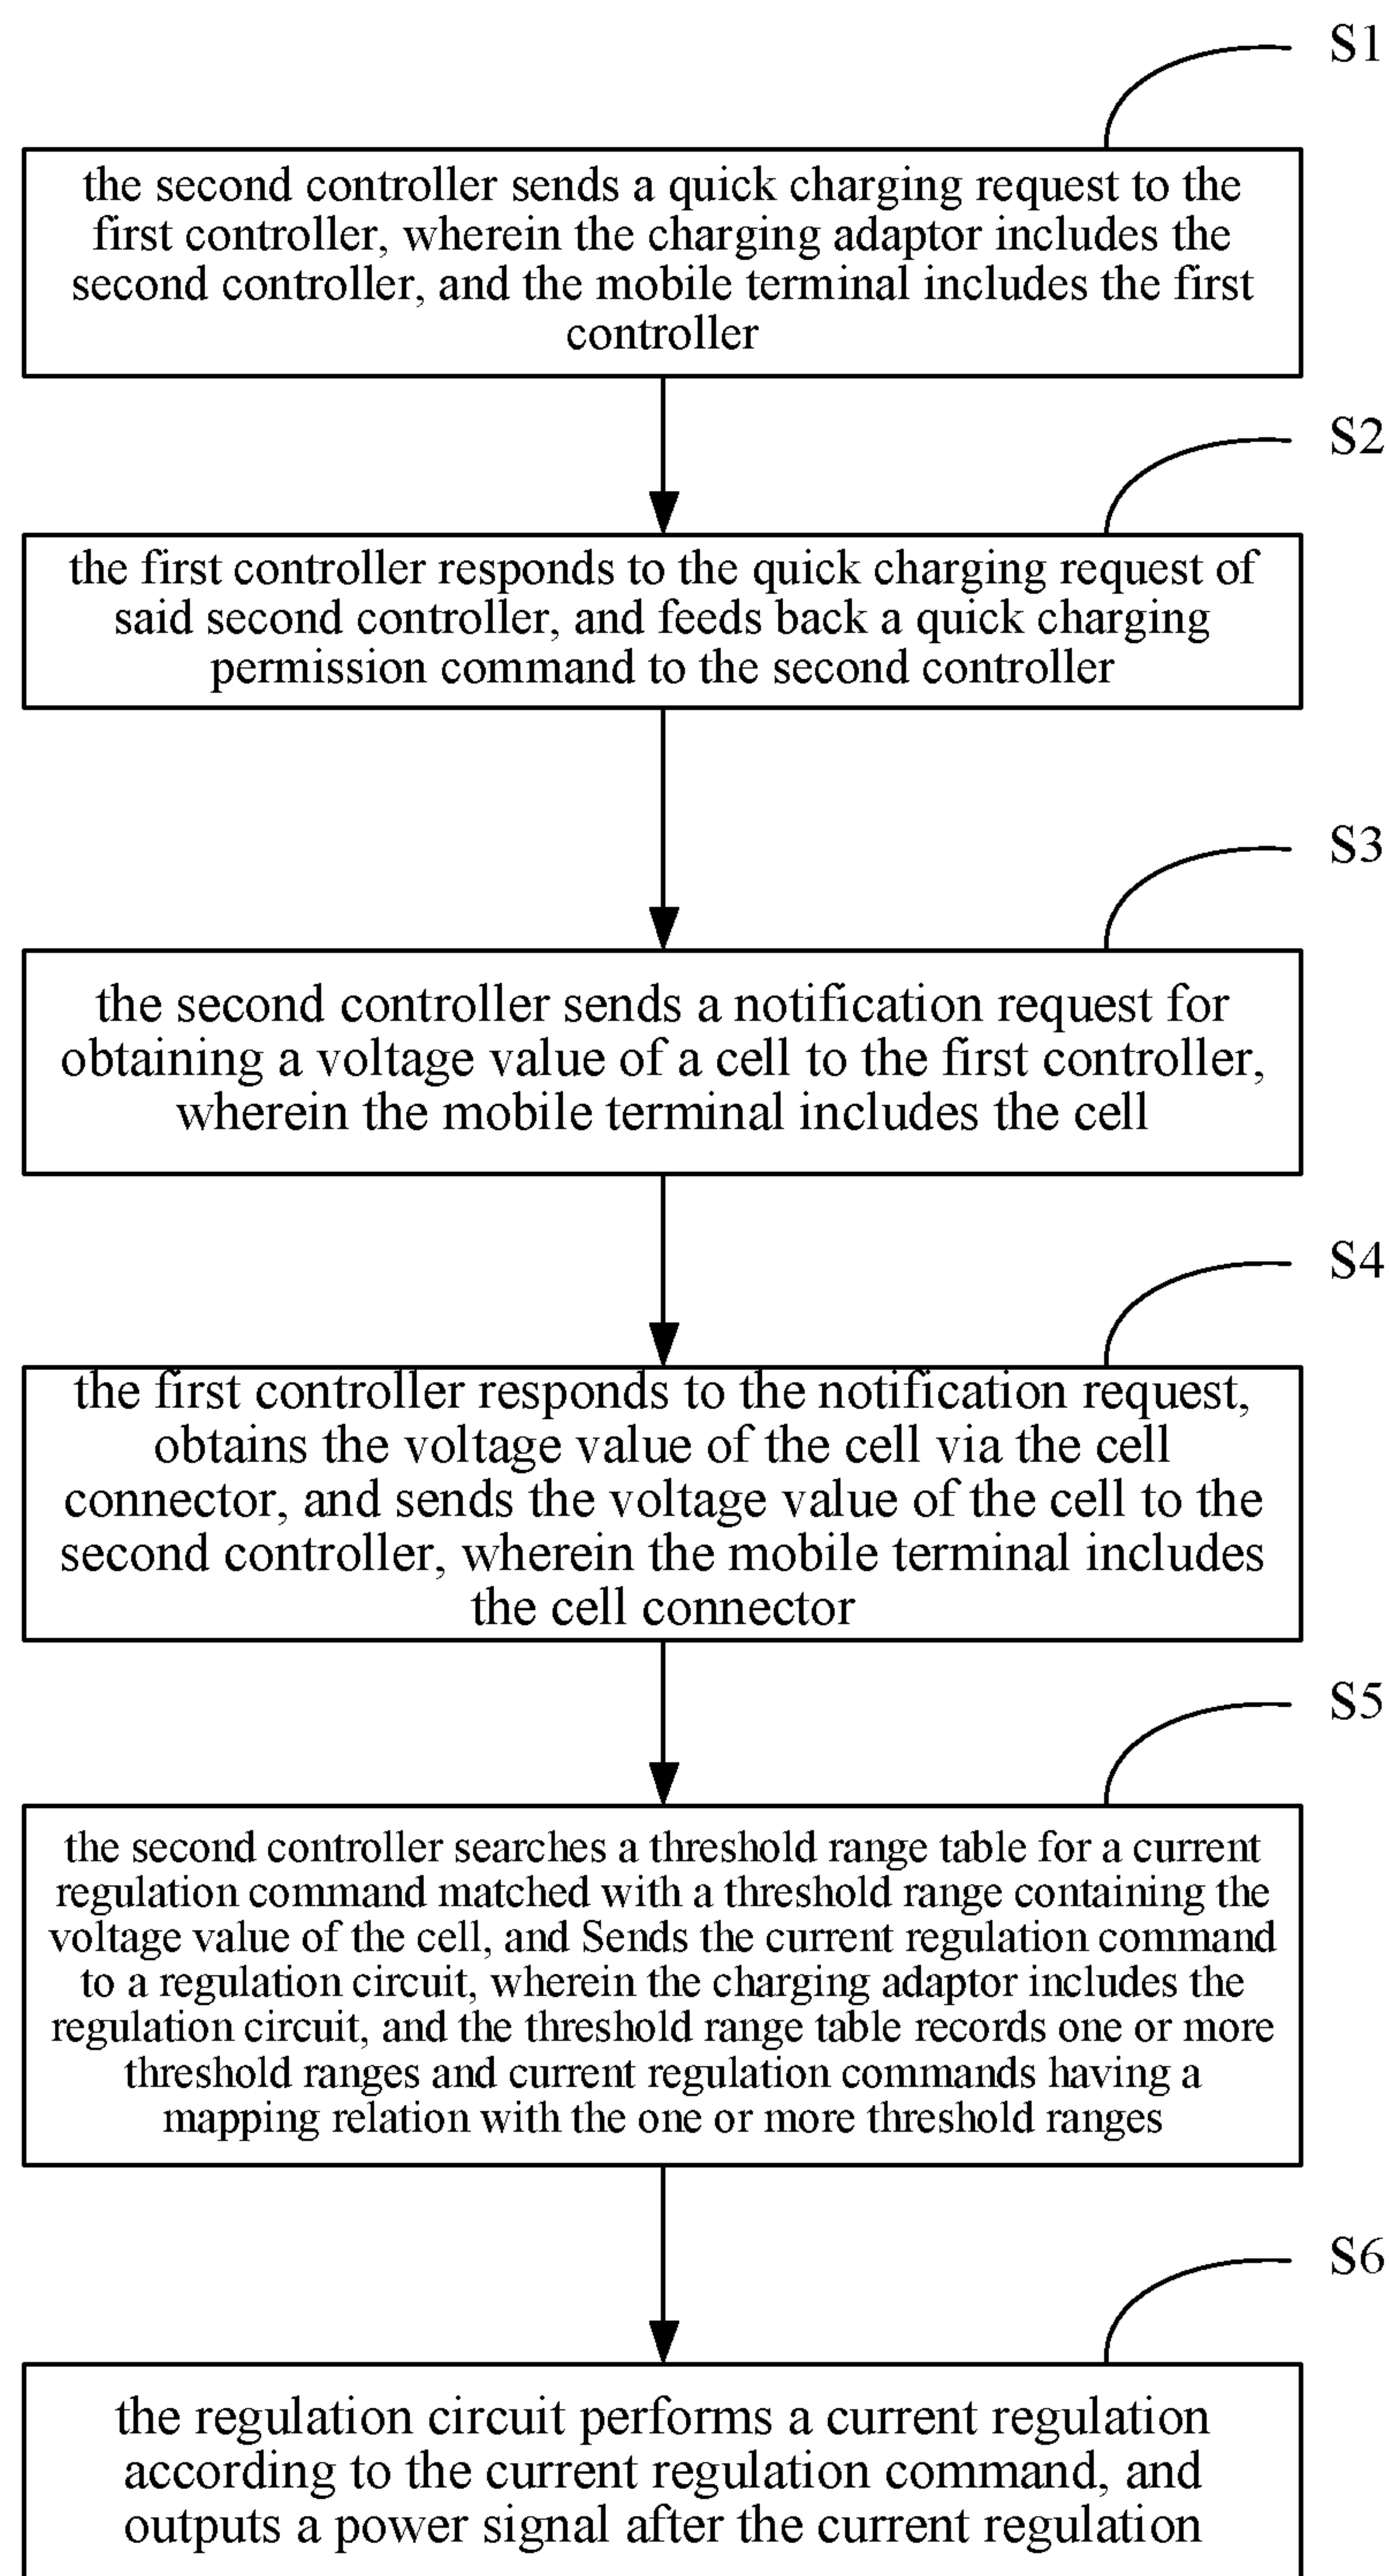 S1
the second controller sends a quick charging request to the
first controller, wherein the charging adaptor includes the
second controller, and the mobile terminal includes the first
controller
S2
the first controller responds to the quick charging request of
said second controller, and feeds back a quick charging
permission command to the second controller
S3
the second controller sends a notification request for
obtaining a voltage value of a cell to the first controller,
wherein the mobile terminal includes the cell
S4
the first controller responds to the notification request,
obtains the voltage value of the cell via the cell
connector, and sends the voltage value of the cell to the
second controller, wherein the mobile terminal includes
the cell connector
S5
the second controller searches a threshold range table for a current
regulation command matched with a threshold range containing the
voltage value of the cell, and Sends the current regulation command
to a regulation circuit, wherein the charging adaptor includes the
regulation circuit, and the threshold range table records one or more
threshold ranges and current regulation commands having a
mapping relation with the one or more threshold ranges
S6
the regulation circuit performs a current regulation
according to the current regulation command, and
outputs a power signal after the current regulation